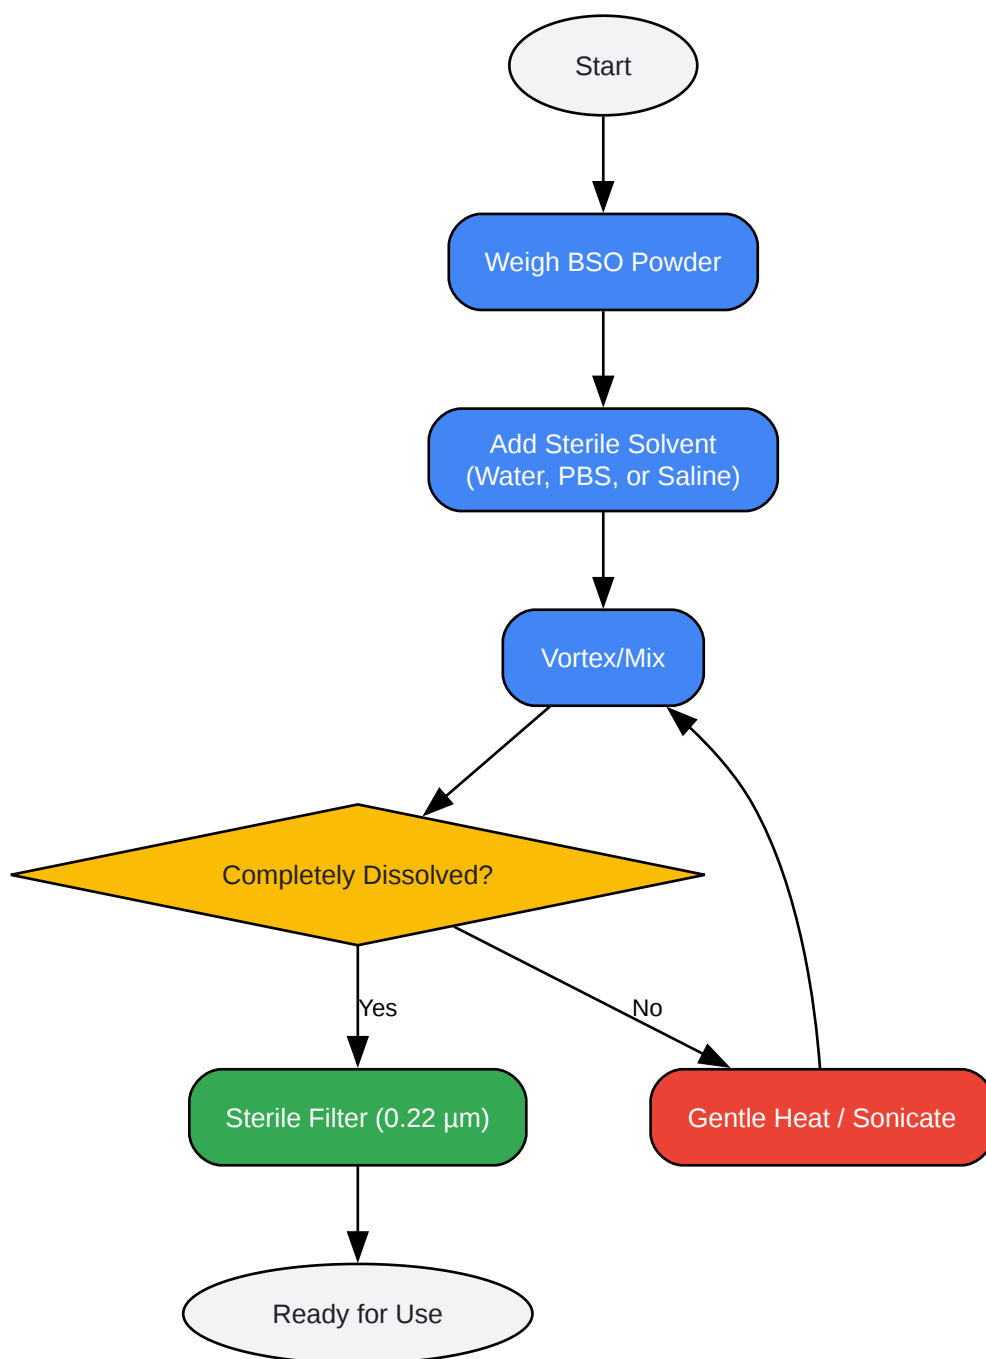 Start
Weigh BSO Powder
Add Sterile Solvent
(Water, PBS, or Saline)
Vortex/Mix
Completely Dissolved?
Yes
No
Sterile Filter (0.22 µm)
Gentle Heat / Sonicate
Ready for Use